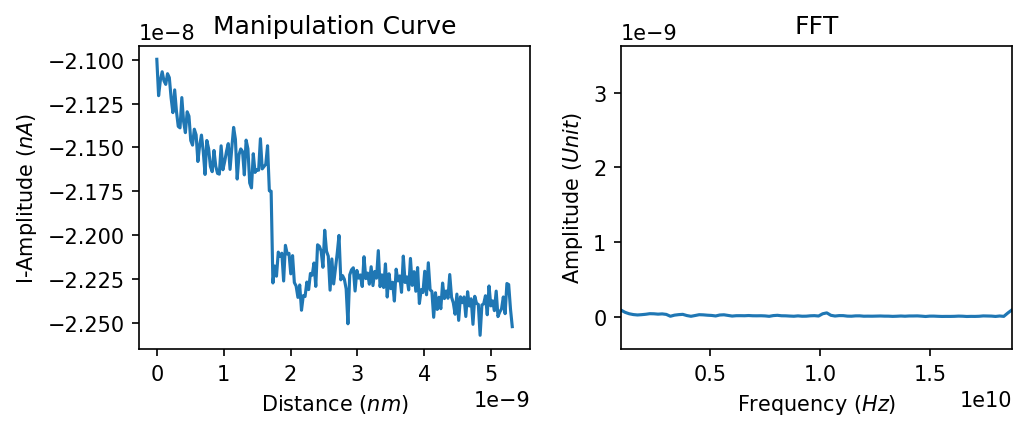 Manipulation Curve
1e−8
−2.100
−2.125
−2.150
−2.175
−2.200
−2.225
−2.250
I-Amplitude (nA)
0 1 2 3 4 5
1e−9
Distance (nm)
FFT
1e−9
3
2
1
0
Amplitude (Unit)
0.5 1.0 1.5
1e10
Frequency (Hz)